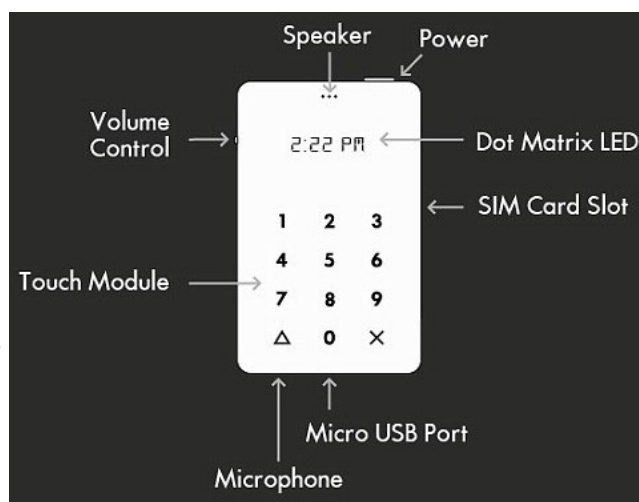 Speaker
Power
Volume
Control
2:22 PM
Dot Matrix LED
SIM Card Slot
1 2 3
4 5 6
Touch Module
7 8 9
0
Micro USB Port
Microphone